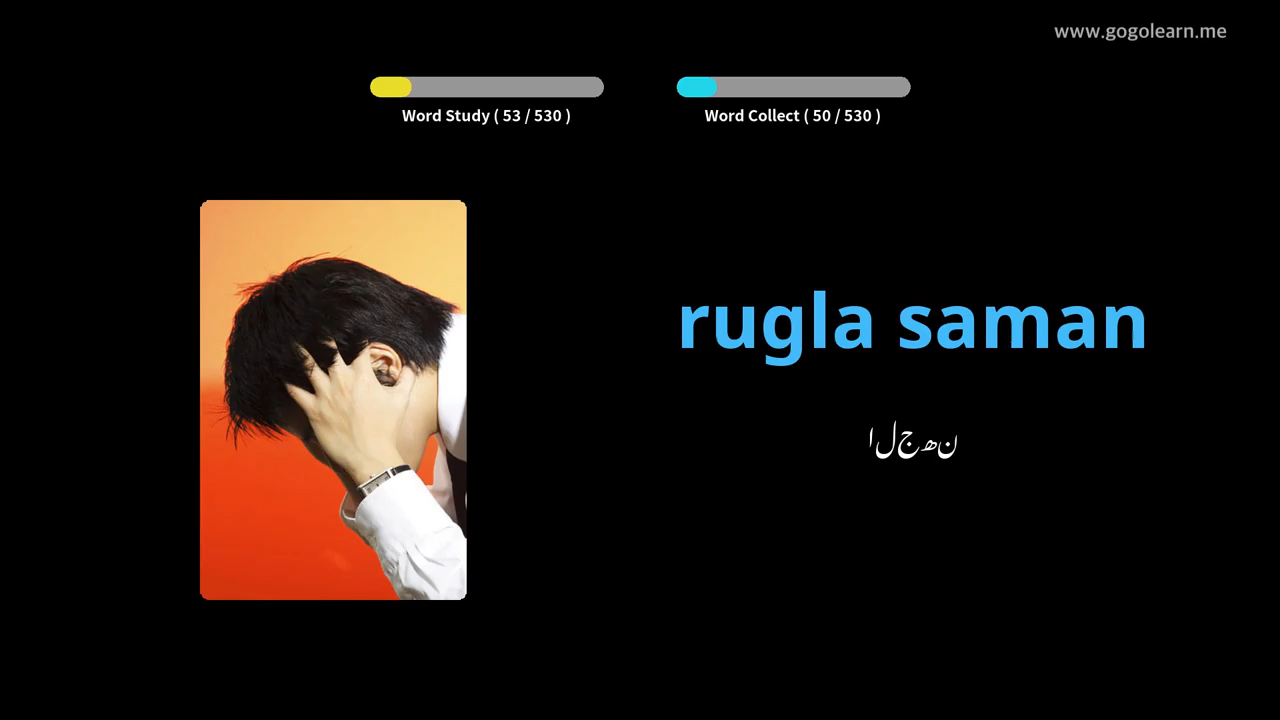 www.gogolearn.me
Word Study ( 53 / 530 )
Word Collect ( 50 / 530 )
rugla saman
الجھن